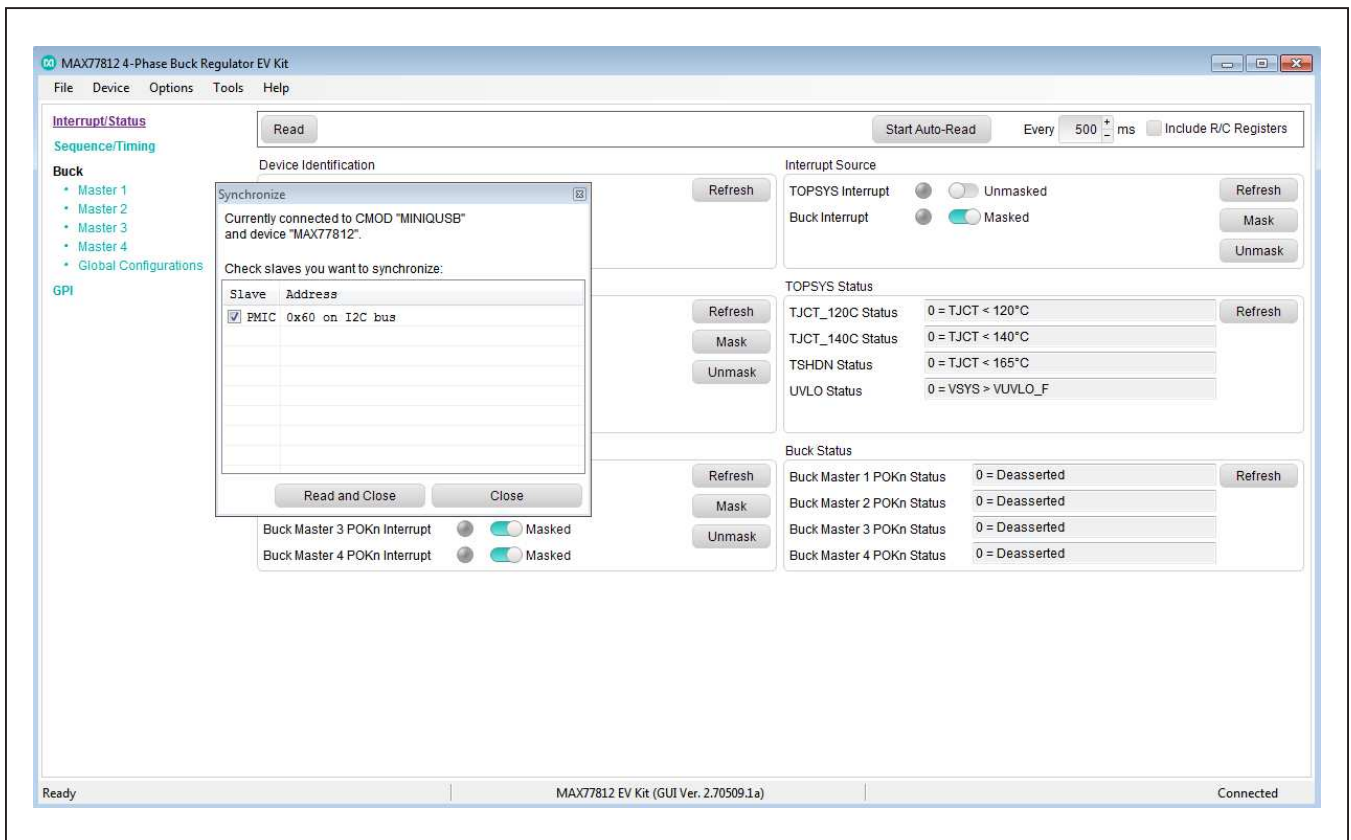 MAX77812 4-Phase Buck Regulator EV Kit
File Device Options Tools Help
Interrupt/Status
Sequence/Timing
Buck
• Master 1
• Master 2
• Master 3
• Master 4
• Global Configurations
GPI
Read Start Auto-Read Every 500 ms Include R/C Registers
Device Identification
Refresh
Synchronize
Currently connected to CMOD "MINIQUSB"
and device "MAX77812".
Check slaves you want to synchronize:
Slave Address
PMIC 0x60 on I2C bus
Read and Close Close
Refresh
Mask
Unmask
Refresh
Mask
Unmask
Buck Master 3 POKn Interrupt Masked
Buck Master 4 POKn Interrupt Masked
Interrupt Source
TOPSYS Interrupt Unmasked Refresh
Buck Interrupt Masked Mask
Unmask
TOPSYS Status
TJCT_120C Status 0 = TJCT < 120°C Refresh
TJCT_140C Status 0 = TJCT < 140°C
TSHDN Status 0 = TJCT < 165°C
UVLO Status 0 = VSYS > VUVLO_F
Buck Status
Buck Master 1 POKn Status 0 = Deasserted Refresh
Buck Master 2 POKn Status 0 = Deasserted
Buck Master 3 POKn Status 0 = Deasserted
Buck Master 4 POKn Status 0 = Deasserted
Ready MAX77812 EV Kit (GUI Ver. 2.70509.1a) Connected